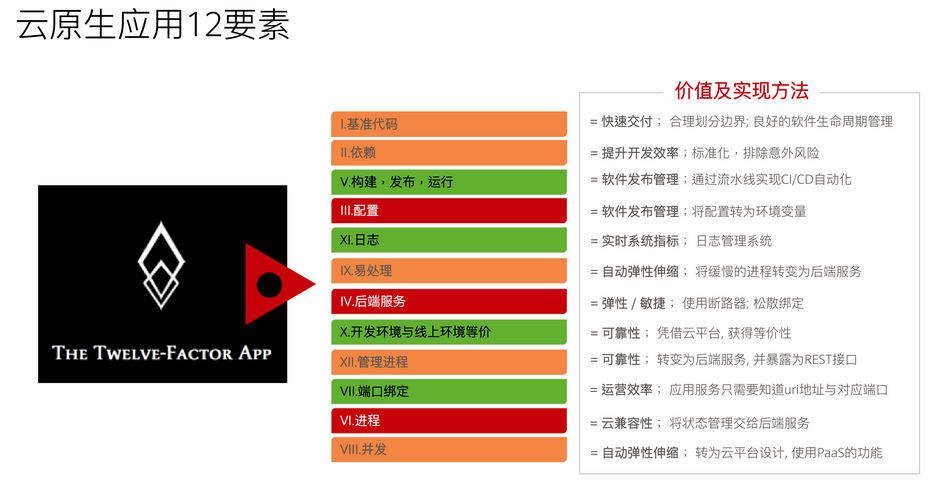 云原生应用12要素
价值及实现方法
I.基准代码
= 快速交付； 合理划分边界; 良好的软件生命周期管理
II.依赖
= 提升开发效率；标准化，排除意外风险
V.构建，发布，运行
= 软件发布管理；通过流水线实现CI/CD自动化
III.配置
= 软件发布管理；将配置转为环境变量
XI.日志
= 实时系统指标； 日志管理系统
IX.易处理
= 自动弹性伸缩； 将缓慢的进程转变为后端服务
IV.后端服务
= 弹性 / 敏捷； 使用断路器; 松散绑定
X.开发环境与线上环境等价
= 可靠性； 凭借云平台, 获得等价性
XII.管理进程
= 可靠性； 转变为后端服务, 并暴露为REST接口
VII.端口绑定
= 运营效率； 应用服务只需要知道uri地址与对应端口
VI.进程
= 云兼容性； 将状态管理交给后端服务
VIII.并发
= 自动弹性伸缩； 转为云平台设计, 使用PaaS的功能
THE TWELVE-FACTOR APP